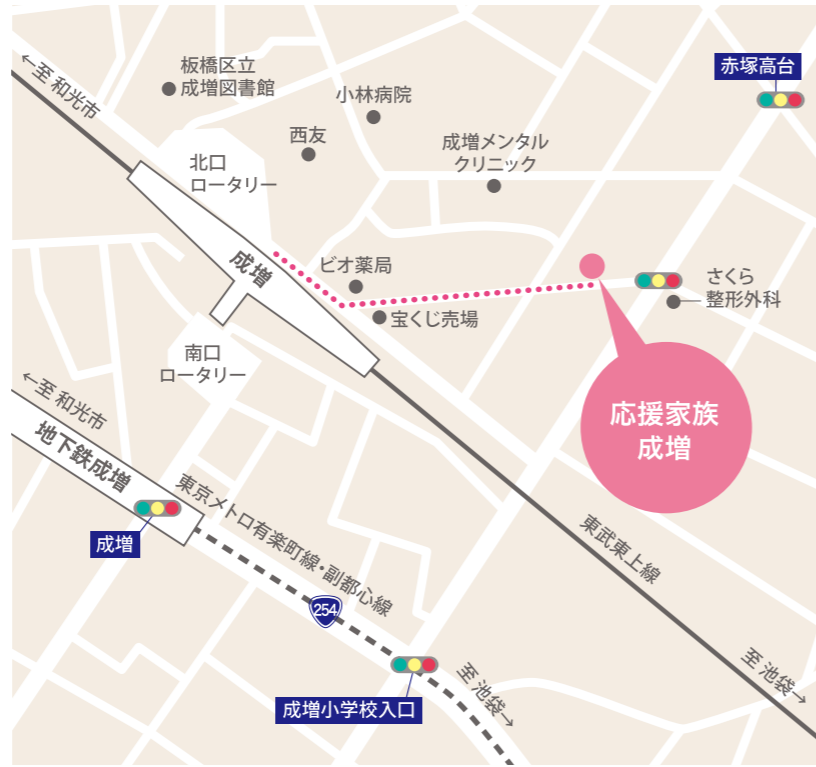 ←至 和光市
板橋区立
成増図書館
小林病院
赤塚高台
西友
成増メンタル
クリニック
北口
ロータリー
成増
ビオ薬局
さくら
整形外科
宝くじ売場
南口
ロータリー
←至 和光市
地下鉄成増
応援家族
成増
成増
東京メトロ有楽町線・副都心線
254
東武東上線
成増小学校入口
至 池袋→
至 池袋→